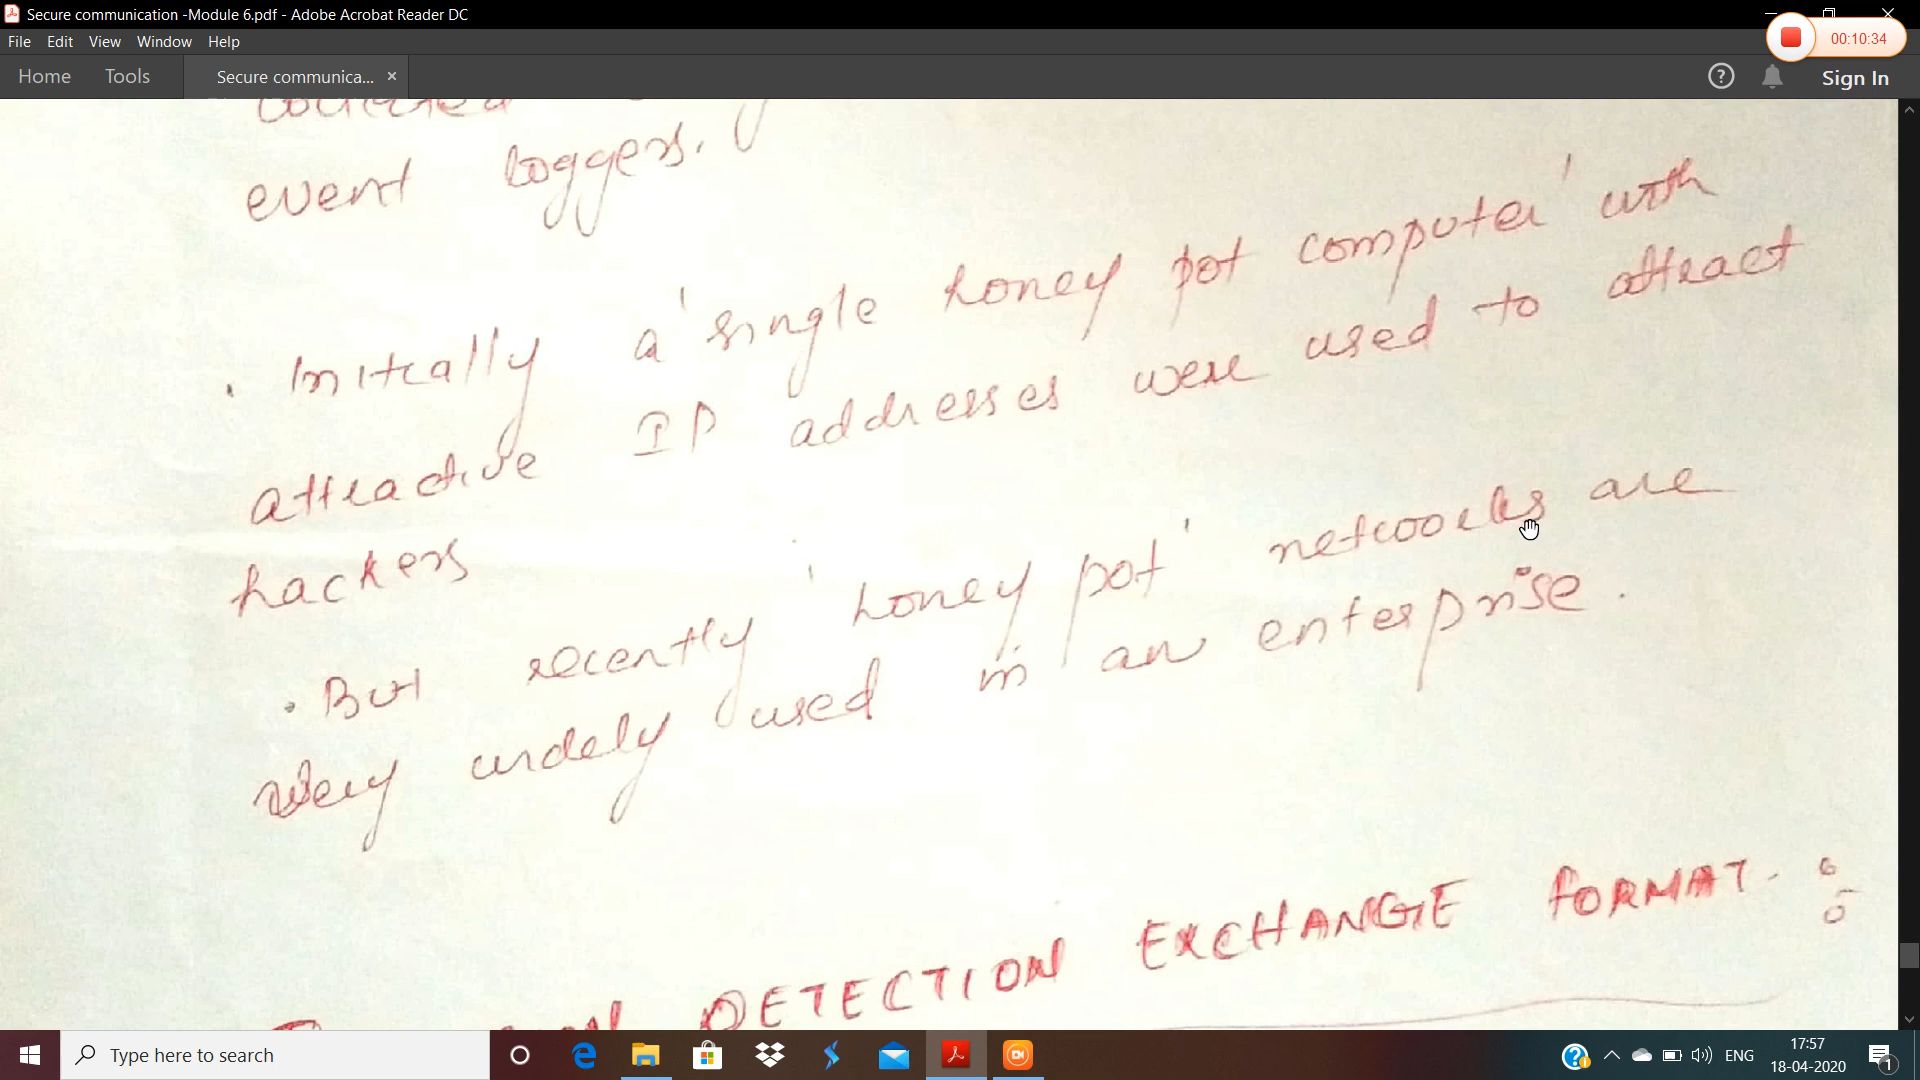 Secure communication -Module 6.pdf - Adobe Acrobat Reader DC
File Edit View Window Help
00:10:34
Home Tools Secure communica... × ? Sign In
event loggers.
. Initially a 'single honey pot computer' with
attractive IP addresses were used to attract
hackers
. But recently 'honey pot' networks are
very widely used in an enterprise.
DETECTION EXCHANGE FORMAT. :-
Type here to search
ENG
17:57
18-04-2020
1